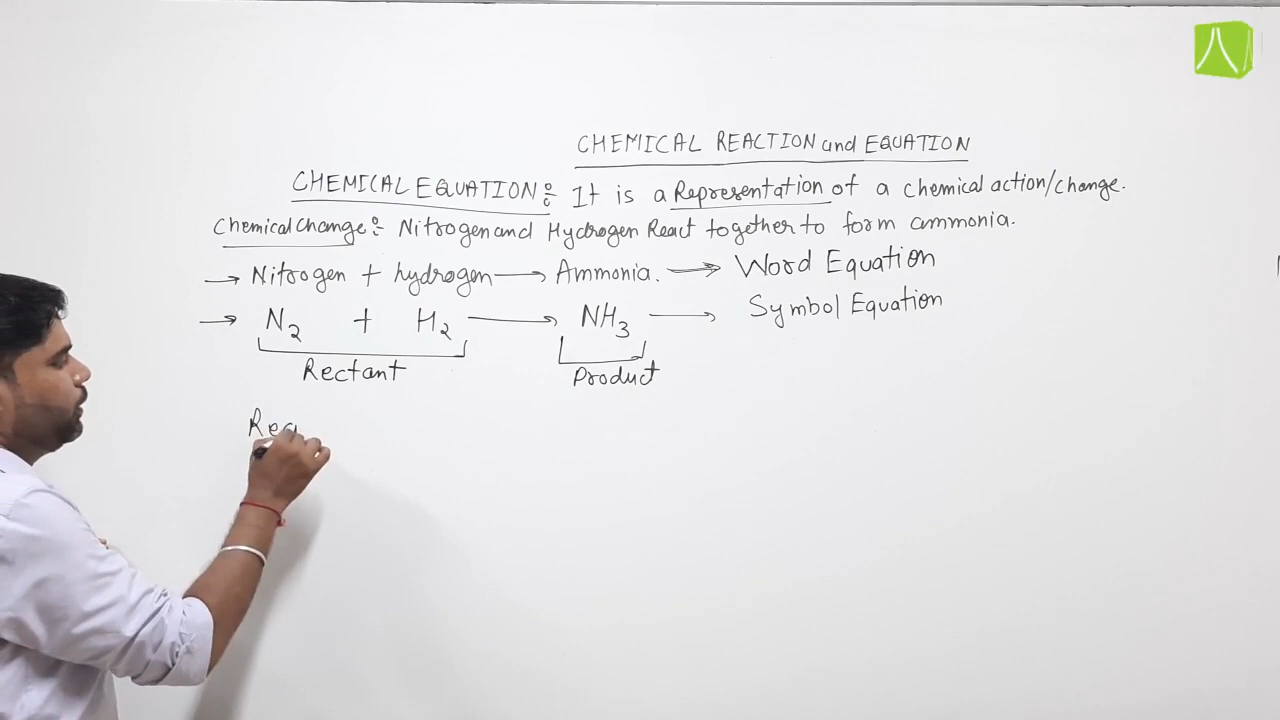 CHEMICAL REACTION and EQUATION
CHEMICAL EQUATION :- It is a Representation of a chemical action/change.
Chemical Change :- Nitrogen and Hydrogen React together to form ammonia.
→ Nitrogen + hydrogen → Ammonia. → Word Equation
→ N₂ + H₂ → NH₃ → Symbol Equation
Rectant Product
Rea